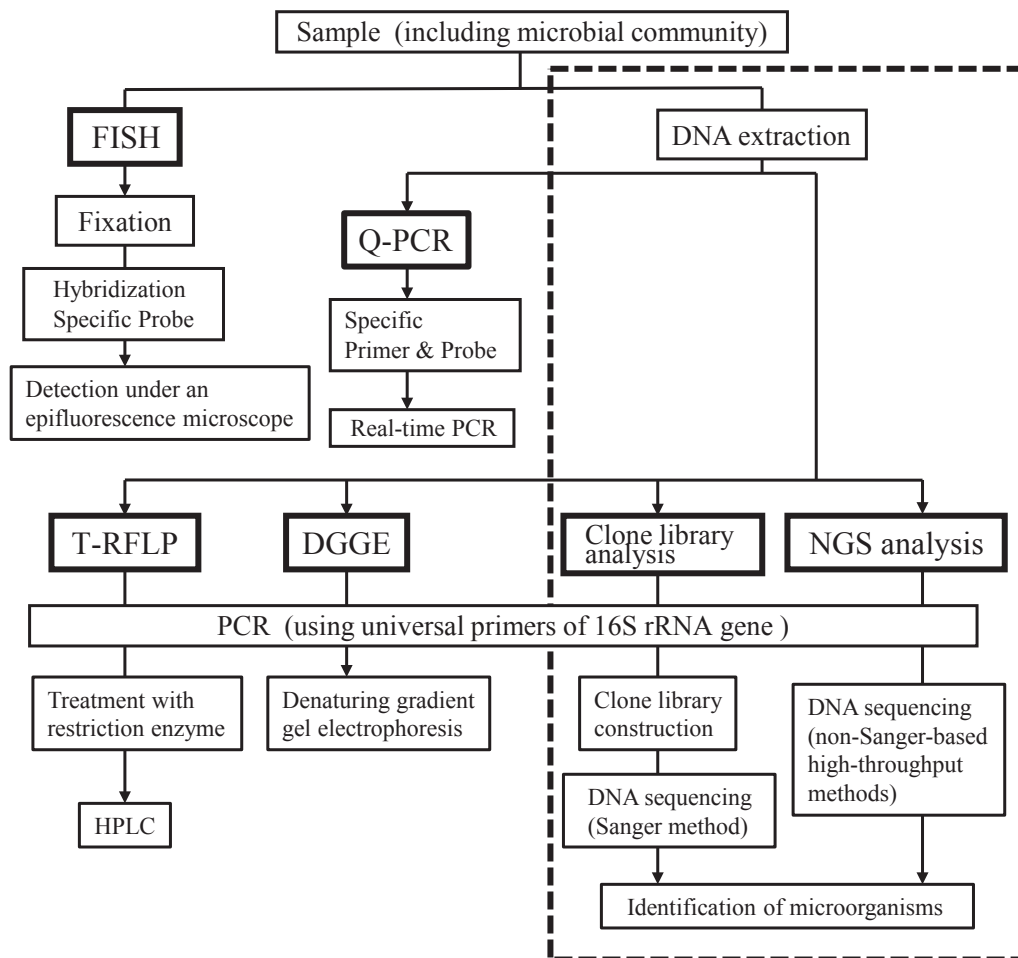 Sample (including microbial community)
FISH
DNA extraction
Fixation
Q-PCR
Hybridization
Specific Probe
Specific
Primer & Probe
Detection under an
epifluorescence microscope
Real-time PCR
T-RFLP
DGGE
Clone library
analysis
NGS analysis
PCR (using universal primers of 16S rRNA gene )
Treatment with
restriction enzyme
Denaturing gradient
gel electrophoresis
Clone library
construction
DNA sequencing
(non-Sanger-based
high-throughput
methods)
HPLC
DNA sequencing
(Sanger method)
Identification of microorganisms